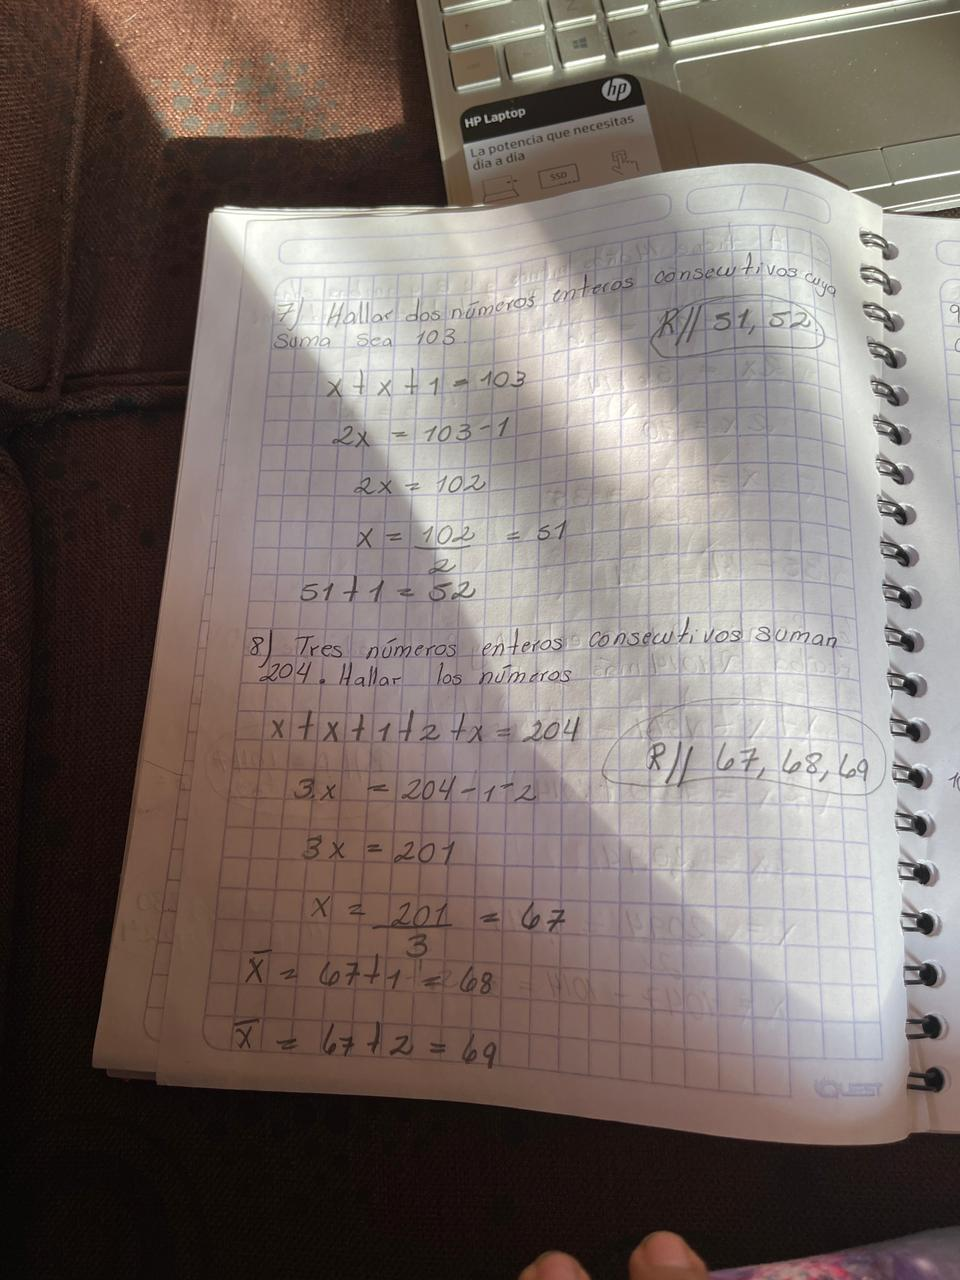 hp
HP Laptop
La potencia que necesitas
día a día
SSD
7) Hallar dos números enteros consecutivos cuya
suma sea 103.
R// 51, 52
x + x + 1 = 103
2x = 103-1
2x = 102
x = 102/2 = 51
51+1 = 52
8) Tres números enteros consecutivos suman
204. Hallar los números
x + x + 1 + 2 + x = 204
R// 67, 68, 69
3x = 204-1-2
3x = 201
x = 201/3 = 67
x̄ = 67+1 = 68
x̄ = 67+2 = 69
QUEST